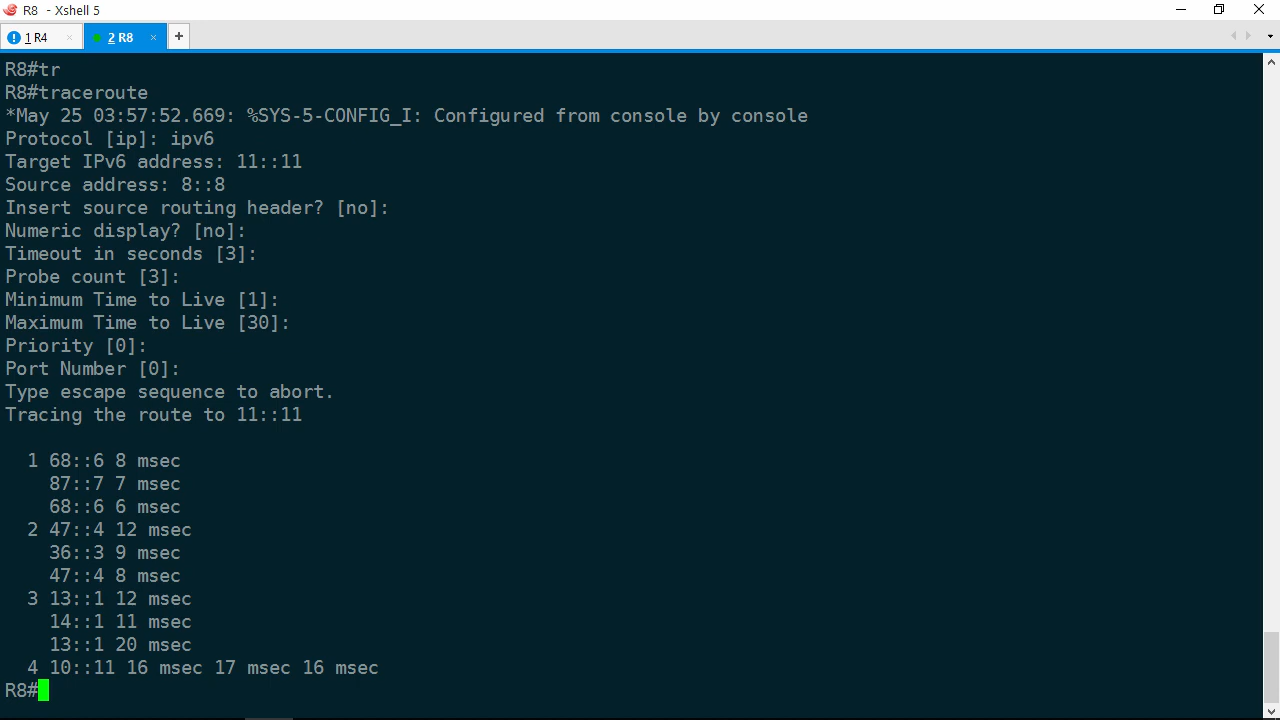 R8 - Xshell 5
1 R4 × 2 R8 × +
R8#tr
R8#traceroute
*May 25 03:57:52.669: %SYS-5-CONFIG_I: Configured from console by console
Protocol [ip]: ipv6
Target IPv6 address: 11::11
Source address: 8::8
Insert source routing header? [no]:
Numeric display? [no]:
Timeout in seconds [3]:
Probe count [3]:
Minimum Time to Live [1]:
Maximum Time to Live [30]:
Priority [0]:
Port Number [0]:
Type escape sequence to abort.
Tracing the route to 11::11
1 68::6 8 msec
87::7 7 msec
68::6 6 msec
2 47::4 12 msec
36::3 9 msec
47::4 8 msec
3 13::1 12 msec
14::1 11 msec
13::1 20 msec
4 10::11 16 msec 17 msec 16 msec
R8#